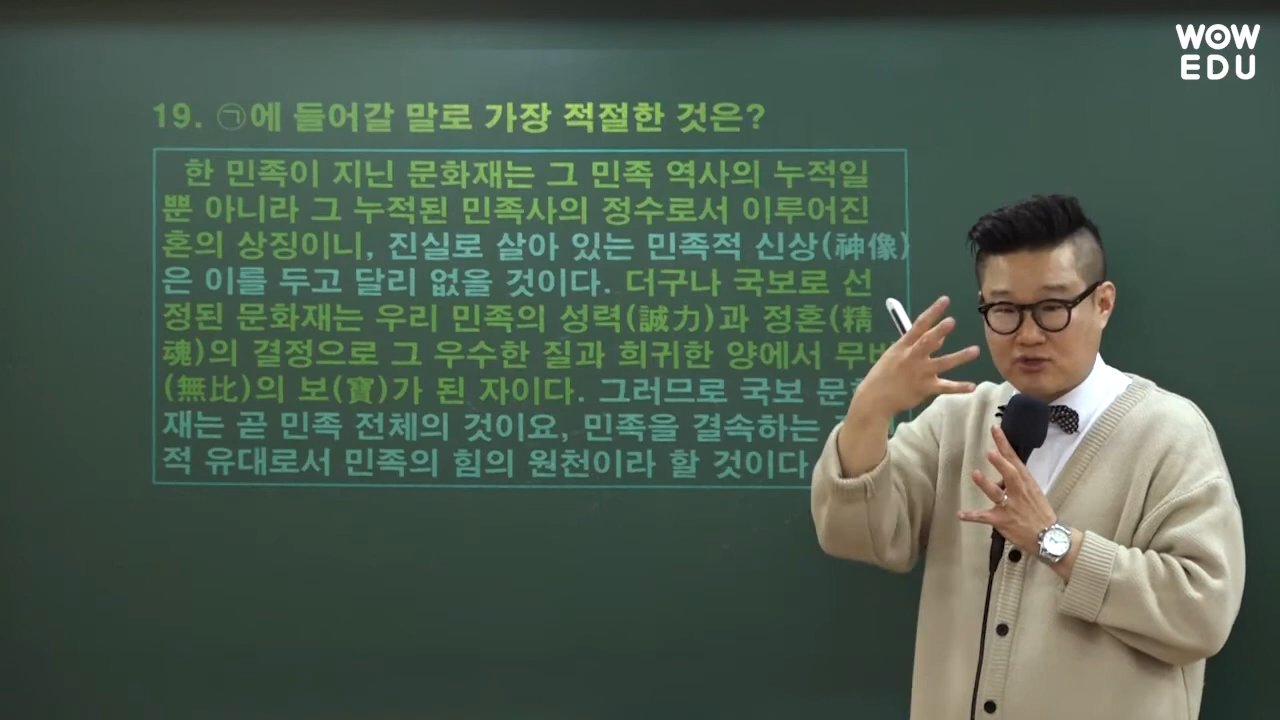 WOW
EDU
19. ㉠에 들어갈 말로 가장 적절한 것은?
한 민족이 지닌 문화재는 그 민족 역사의 누적일
뿐 아니라 그 누적된 민족사의 정수로서 이루어진
혼의 상징이니, 진실로 살아 있는 민족적 신상(神像)
은 이를 두고 달리 없을 것이다. 더구나 국보로 선
정된 문화재는 우리 민족의 성력(誠力)과 정혼(精
魂)의 결정으로 그 우수한 질과 희귀한 양에서
(無比)의 보(寶)가 된 자이다. 그러므로 국보
재는 곧 민족 전체의 것이요, 민족을 결속하는
적 유대로서 민족의 힘의 원천이라 할 것이다